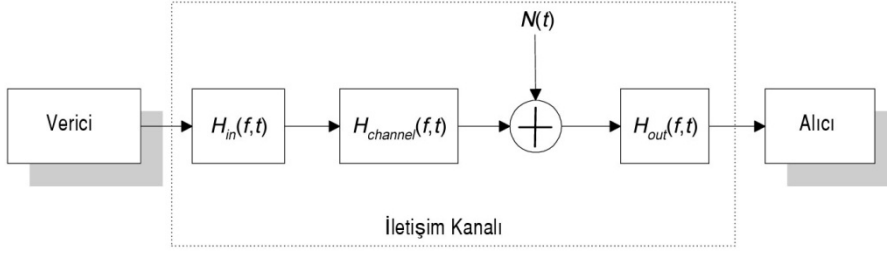 N(t)
Verici
H_in(f,t)
H_channel(f,t)
H_out(f,t)
Alıcı
İletişim Kanalı